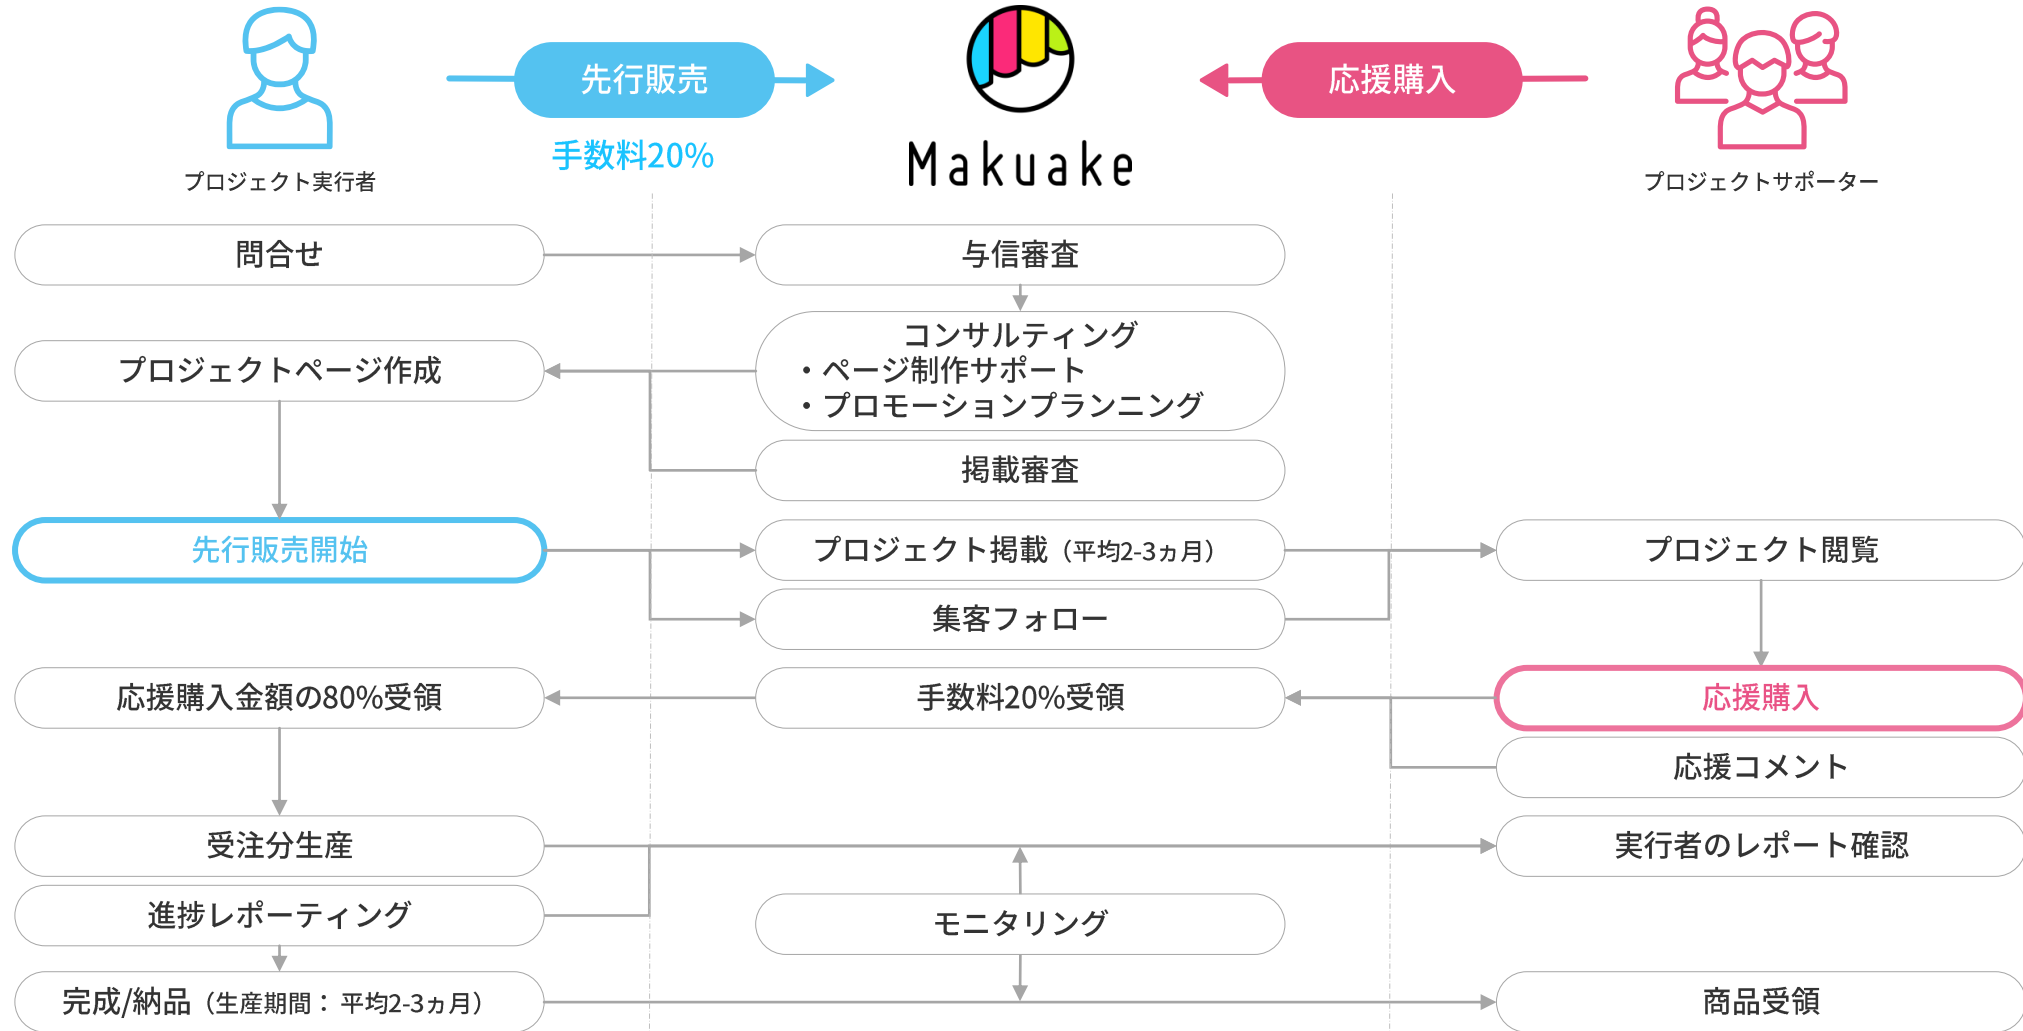 先行販売
応援購入
手数料20%
Makuake
プロジェクト実行者
プロジェクトサポーター
問合せ
与信審査
コンサルティング
・ページ制作サポート
・プロモーションプランニング
プロジェクトページ作成
掲載審査
先行販売開始
プロジェクト掲載（平均2-3ヵ月）
プロジェクト閲覧
集客フォロー
応援購入金額の80%受領
手数料20%受領
応援購入
応援コメント
受注分生産
実行者のレポート確認
進捗レポーティング
モニタリング
完成/納品（生産期間： 平均2-3ヵ月）
商品受領